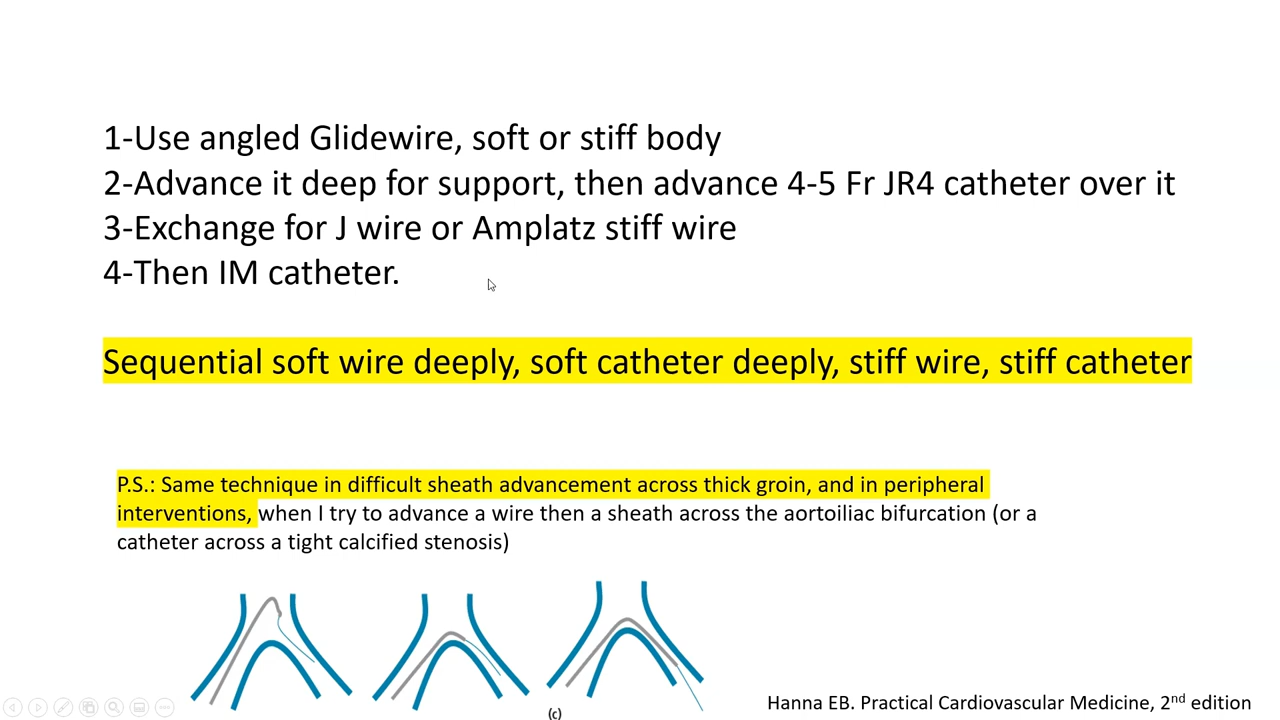 1-Use angled Glidewire, soft or stiff body
2-Advance it deep for support, then advance 4-5 Fr JR4 catheter over it
3-Exchange for J wire or Amplatz stiff wire
4-Then IM catheter.
Sequential soft wire deeply, soft catheter deeply, stiff wire, stiff catheter
P.S.: Same technique in difficult sheath advancement across thick groin, and in peripheral
interventions, when I try to advance a wire then a sheath across the aortoiliac bifurcation (or a
catheter across a tight calcified stenosis)
(c)
Hanna EB. Practical Cardiovascular Medicine, 2nd edition